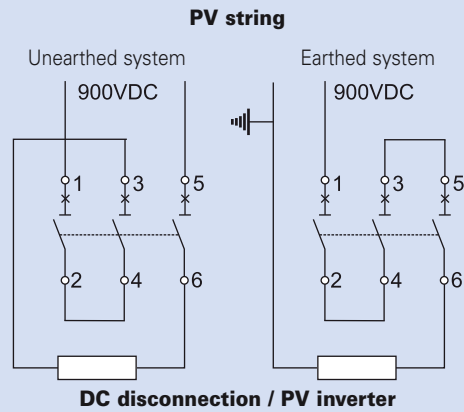 PV string
Unearthed system Earthed system
900VDC 900VDC
1 3 5 1 3 5
2 4 6 2 4 6
DC disconnection / PV inverter